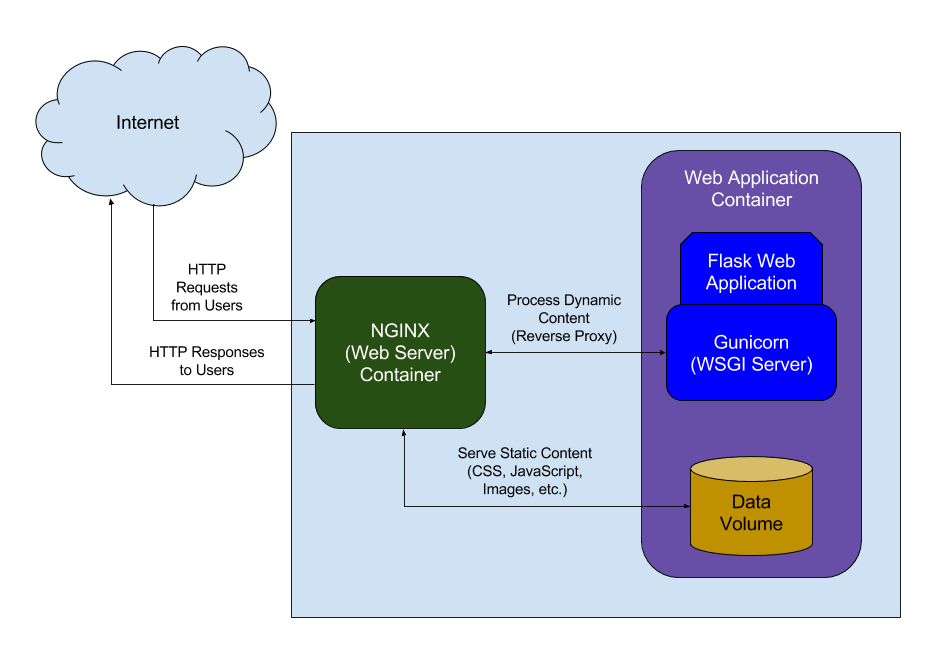 Internet
Web Application
Container
Flask Web
Application
HTTP
Requests
from Users
Process Dynamic
Content
(Reverse Proxy)
NGINX
(Web Server)
Container
Gunicorn
(WSGI Server)
HTTP Responses
to Users
Serve Static Content
(CSS, JavaScript,
Images, etc.)
Data
Volume